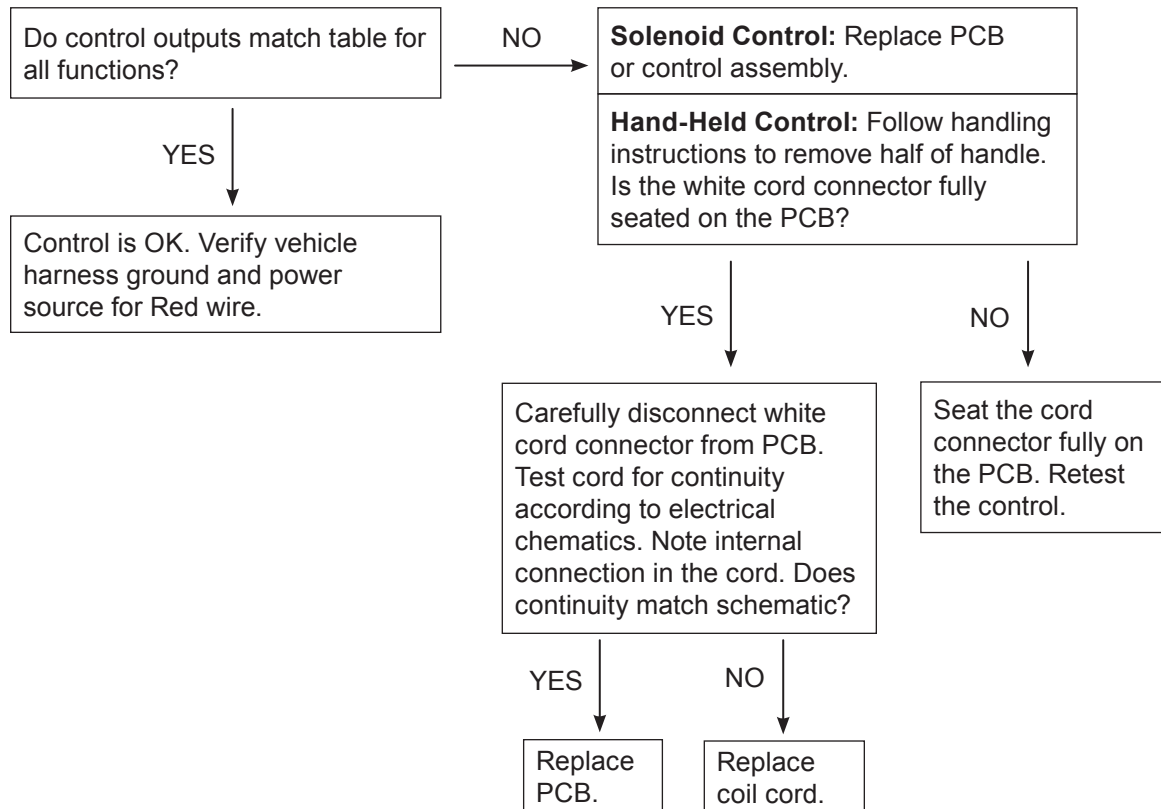 Do control outputs match table for
all functions?
NO
Solenoid Control: Replace PCB
or control assembly.
Hand-Held Control: Follow handling
instructions to remove half of handle.
Is the white cord connector fully
seated on the PCB?
YES
Control is OK. Verify vehicle
harness ground and power
source for Red wire.
YES
NO
Carefully disconnect white
cord connector from PCB.
Test cord for continuity
according to electrical
chematics. Note internal
connection in the cord. Does
continuity match schematic?
Seat the cord
connector fully on
the PCB. Retest
the control.
YES
NO
Replace
PCB.
Replace
coil cord.